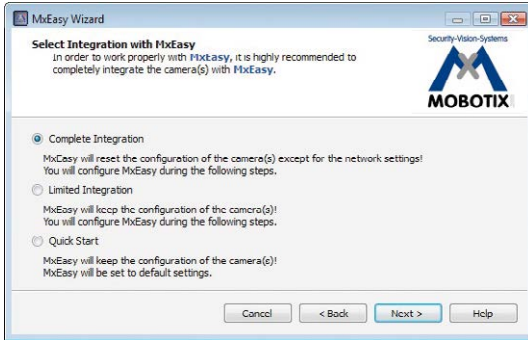 MxEasy Wizard
Select Integration with MxEasy
In order to work properly with MxEasy, it is highly recommended to
completely integrate the camera(s) with MxEasy.
Security-Vision-Systems
MOBOTIX
Complete Integration
MxEasy will reset the configuration of the camera(s) except for the network settings!
You will configure MxEasy during the following steps.
Limited Integration
MxEasy will keep the configuration of the camera(s)!
You will configure MxEasy during the following steps.
Quick Start
MxEasy will keep the configuration of the camera(s)!
MxEasy will be set to default settings.
Cancel
< Back
Next >
Help